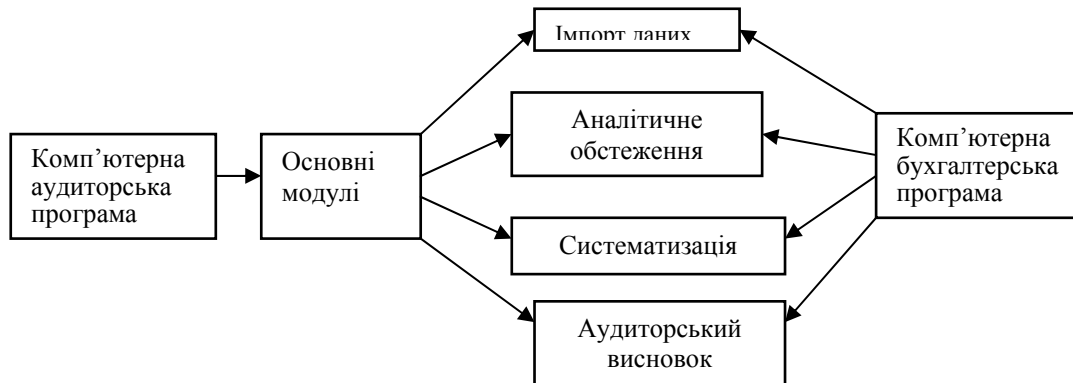 Імпорт даних
Аналітичне
обстеження
Комп’ютерна
аудиторська
програма
Основні
модулі
Комп’ютерна
бухгалтерська
програма
Систематизація
Аудиторський
висновок